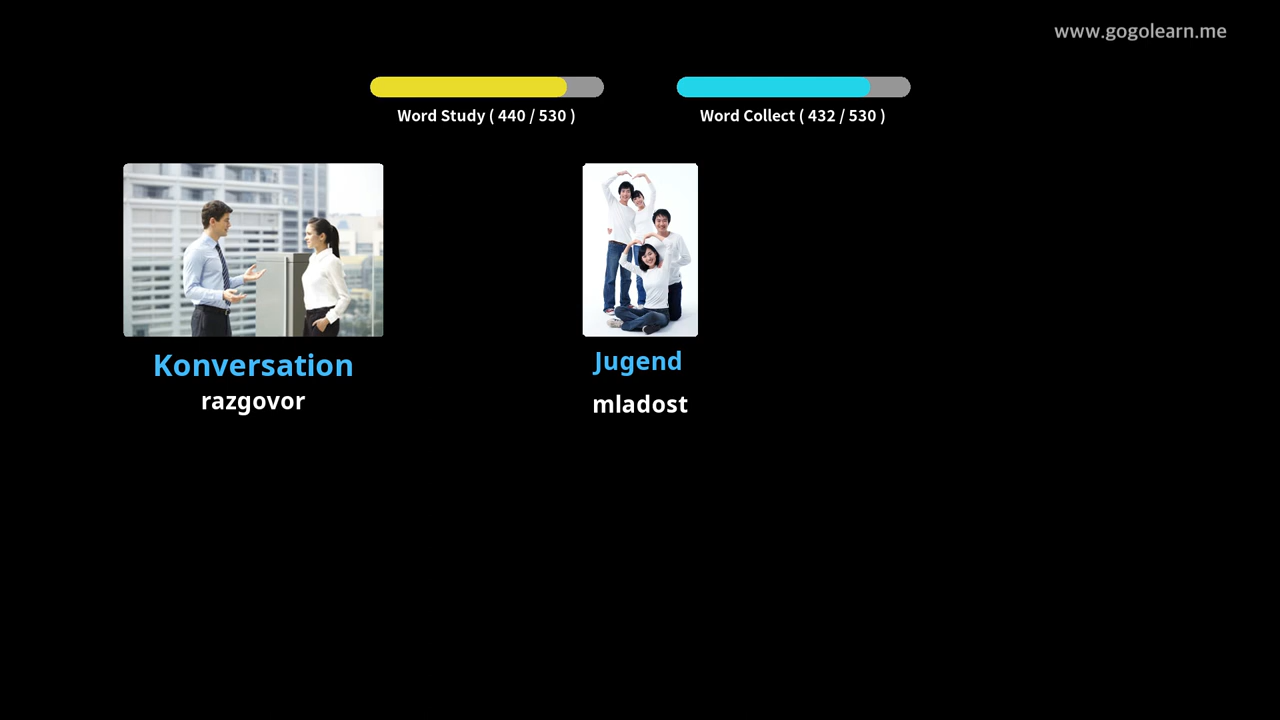 www.gogolearn.me
Word Study ( 440 / 530 )
Word Collect ( 432 / 530 )
Konversation
razgovor
Jugend
mladost